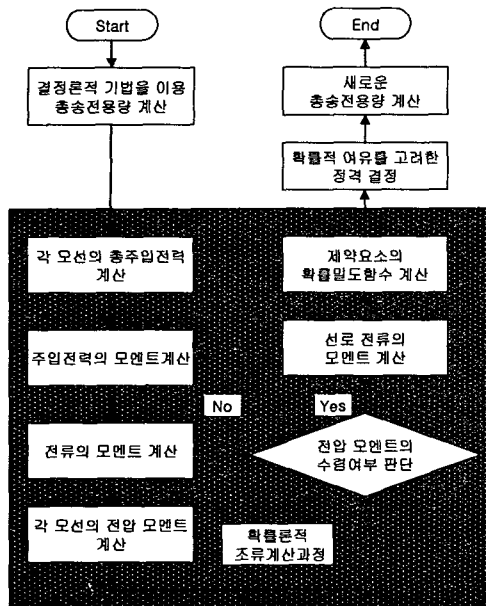 Start
결정론적 기법을 이용
총송전용량 계산
각 모선의 총주입전력
계산
주입전력의 모멘트계산
전류의 모멘트 계산
각 모선의 전압 모멘트
계산
No
Yes
확률론적
조류계산과정
전압 모멘트의
수렴여부 판단
선로 전류의
모멘트 계산
제약요소의
확률밀도함수 계산
확률적 여유를 고려한
정격 결정
새로운
총송전용량 계산
End